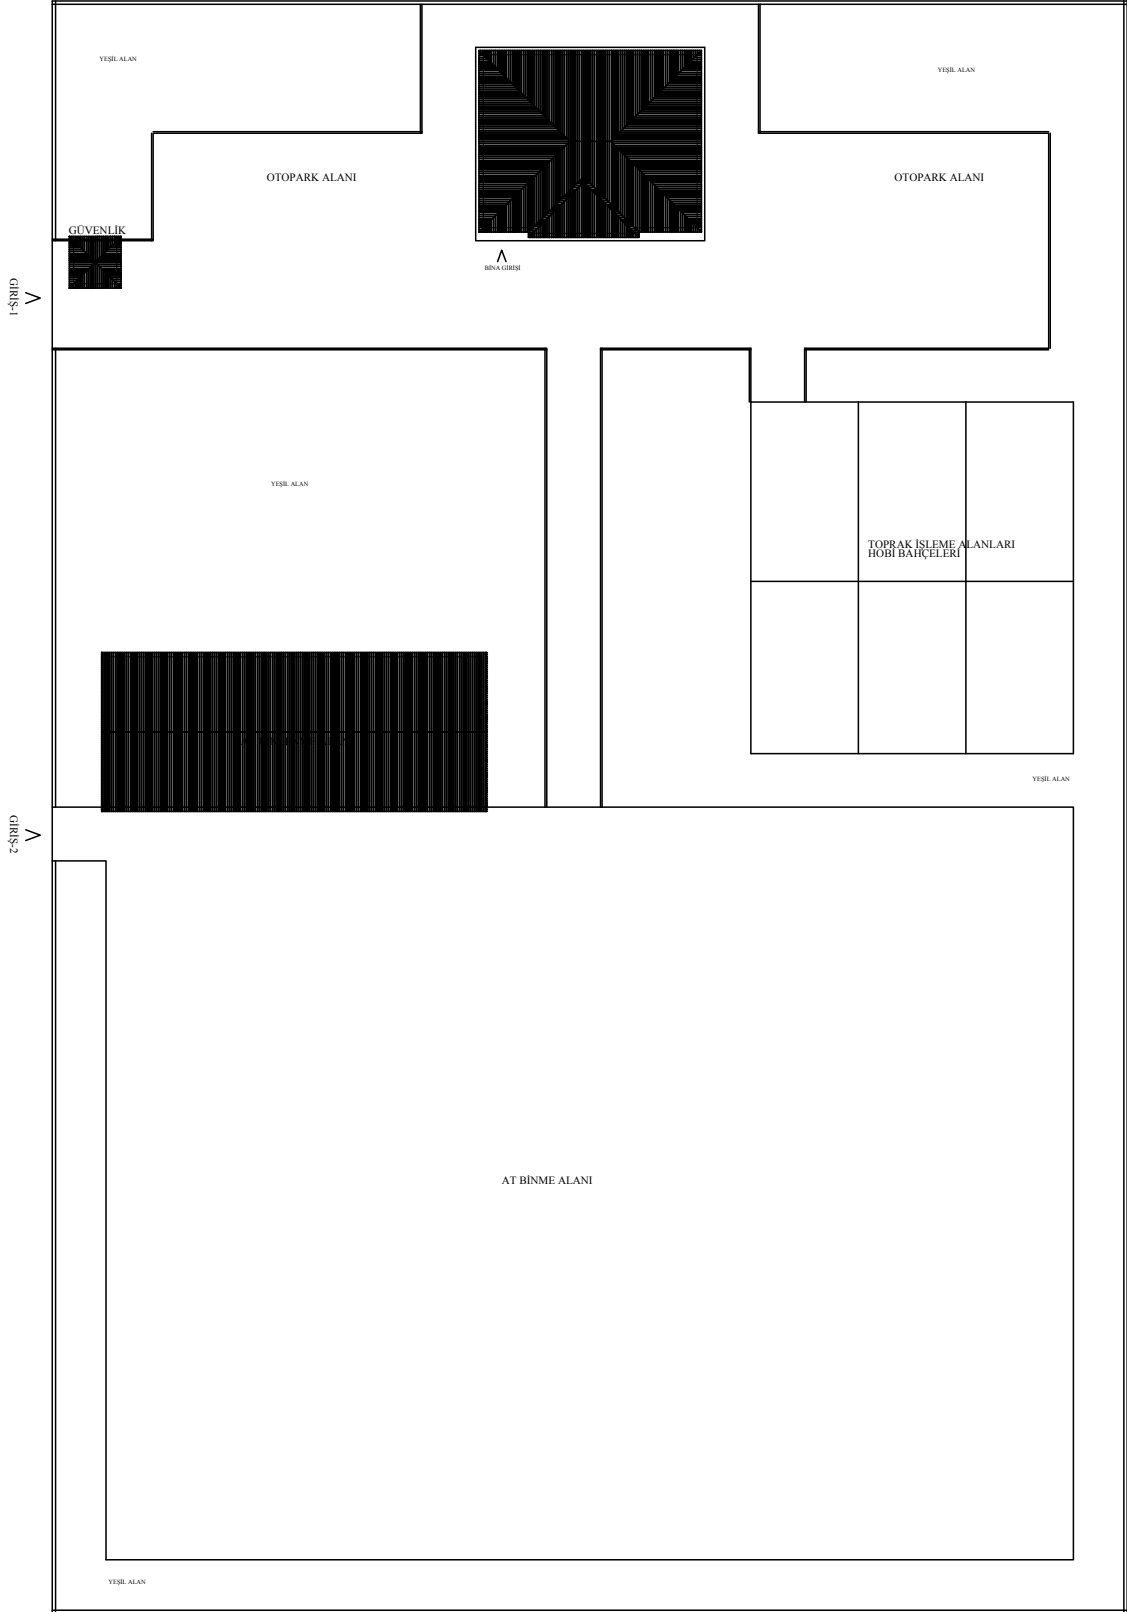 YEŞİL ALAN
YEŞİL ALAN
OTOPARK ALANI
OTOPARK ALANI
GÜVENLİK
BİNA GİRİŞİ
GİRİŞ-1
YEŞİL ALAN
TOPRAK İŞLEME ALANLARI
HOBİ BAHÇELERİ
YEŞİL ALAN
GİRİŞ-2
AT BİNME ALANI
YEŞİL ALAN